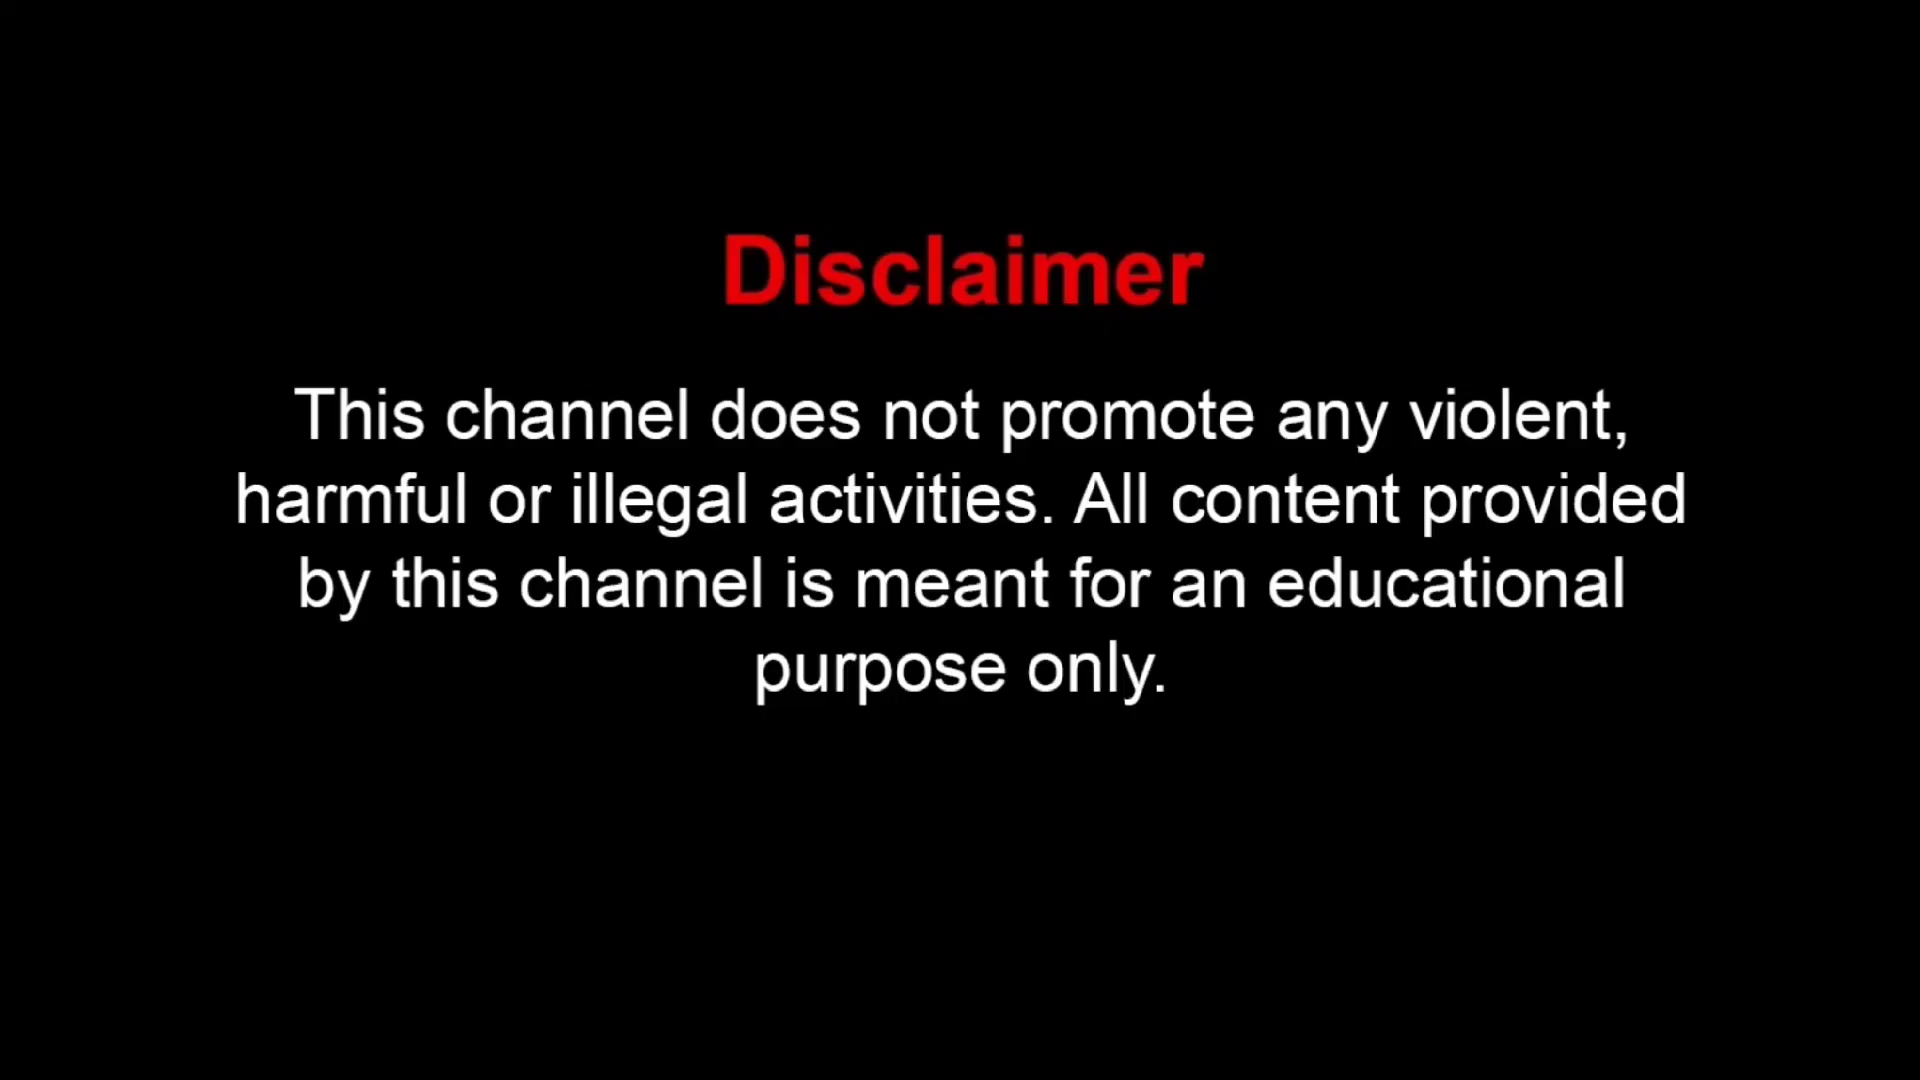 Disclaimer
This channel does not promote any violent,
harmful or illegal activities. All content provided
by this channel is meant for an educational
purpose only.